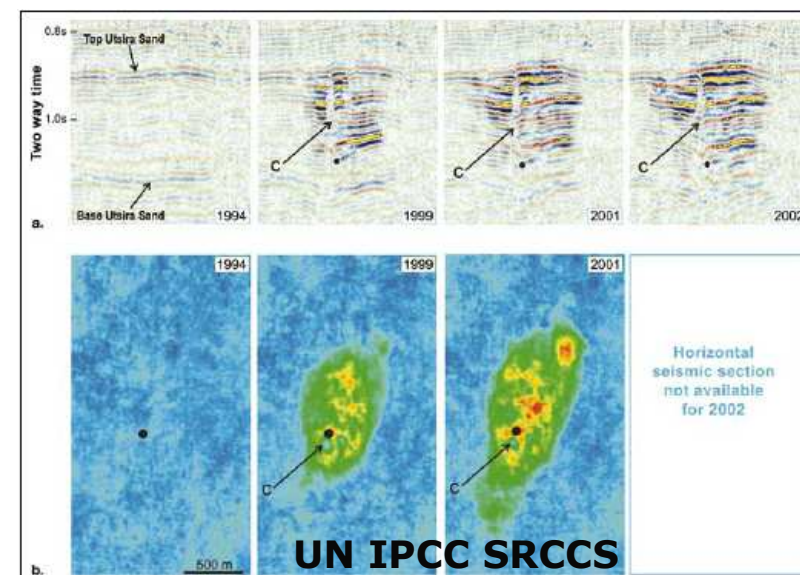 0.8s
Top Utsira Sand
Two way time
1.0s
C
C
C
Base Utsira Sand
1994
1999
2001
2002
a.
1994
1999
2001
Horizontal
seismic section
not available
for 2002
C
C
500 m
UN IPCC SRCCS
b.